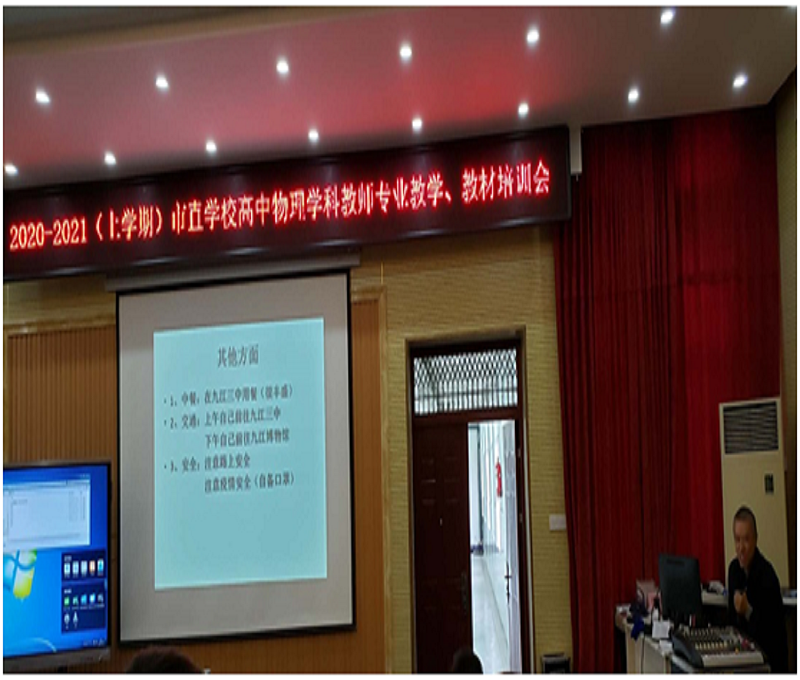 2020-2021（上学期）市直学校高中物理学科教师专业教学、教材培训会
其他方面
· 1、中餐：在九江三中用餐（很丰盛）
· 2、交通：上午自己前往九江三中
下午自己前往九江博物馆
· 3、安全：注意路上安全
注意疫情安全（自备口罩）